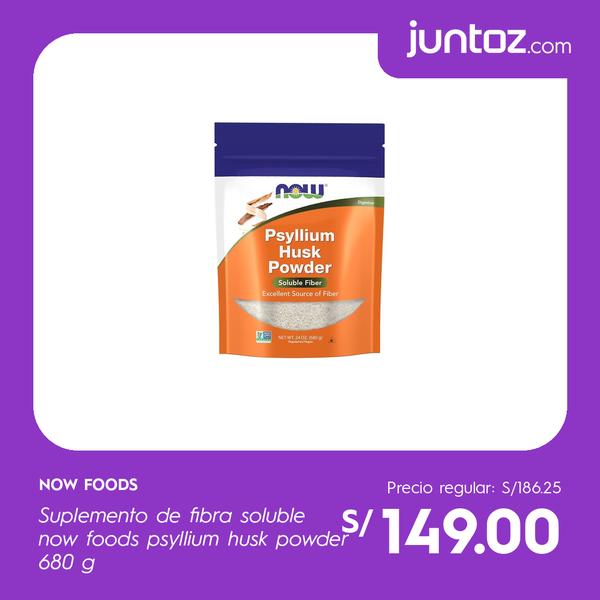 juntoz.com
NOW®
Digestive
Psyllium
Husk
Powder
Soluble Fiber
Excellent Source of Fiber
NET WT. 24 OZ. (680 g)
NOW FOODS
Suplemento de fibra soluble
now foods psyllium husk powder
680 g
Precio regular: S/186.25
S/149.00